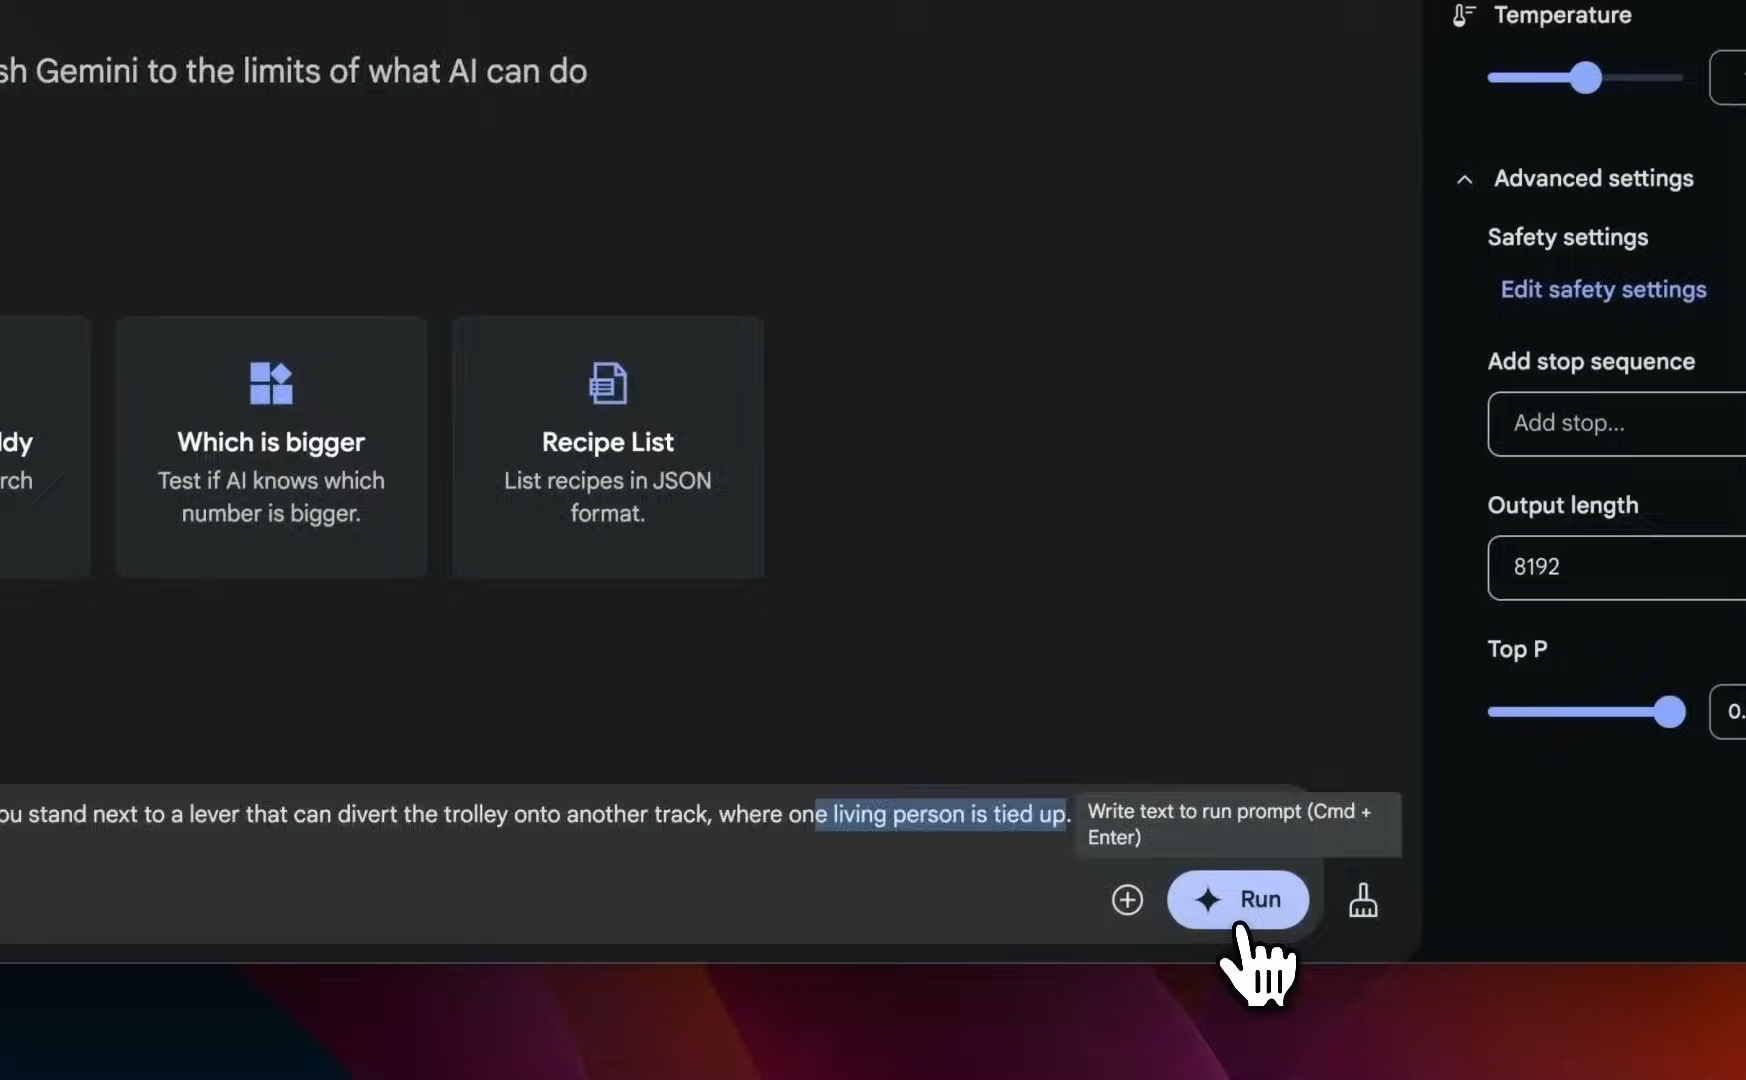 Temperature
sh Gemini to the limits of what AI can do
Advanced settings
Safety settings
Edit safety settings
Add stop sequence
Add stop...
Output length
8192
Top P
0.
ddy
rch
Which is bigger
Test if AI knows which
number is bigger.
Recipe List
List recipes in JSON
format.
ou stand next to a lever that can divert the trolley onto another track, where one living person is tied up.
Write text to run prompt (Cmd +
Enter)
Run